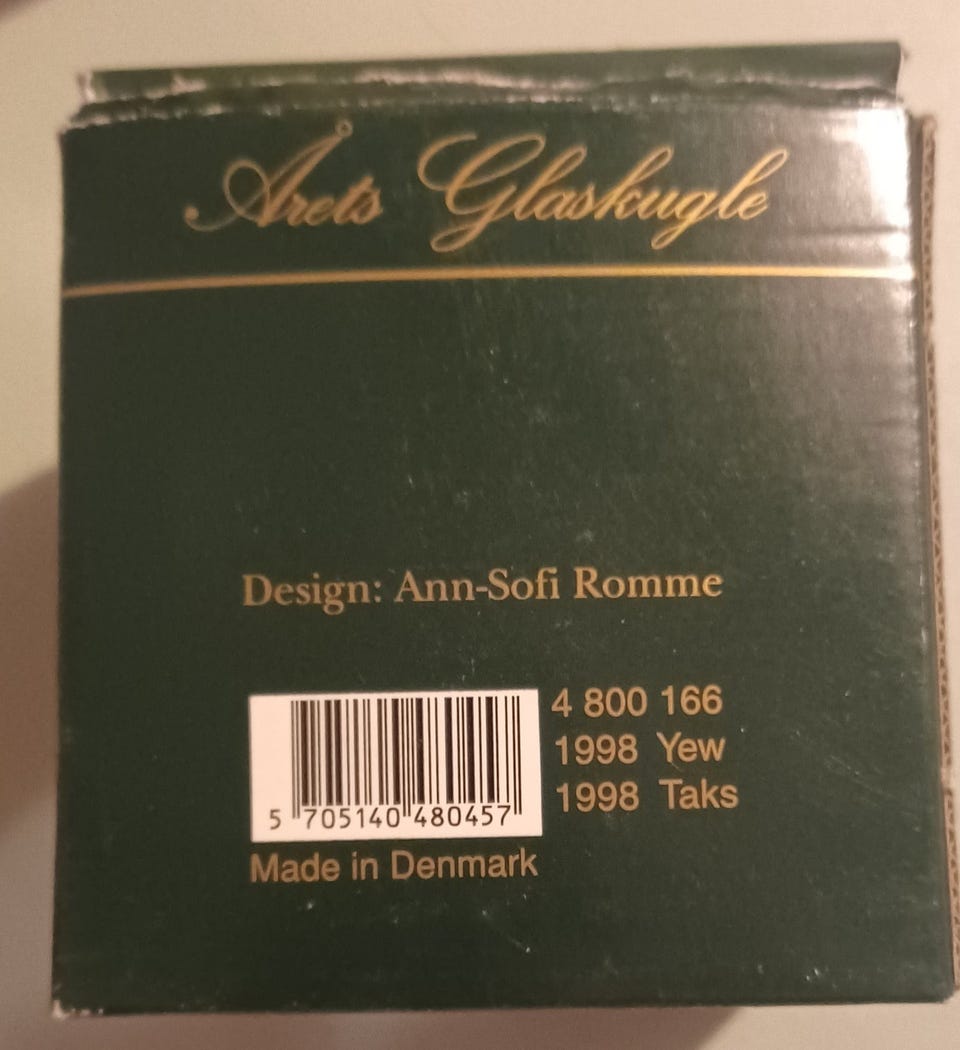 Årets Glaskugle
Design: Ann-Sofi Romme
4 800 166
1998 Yew
1998 Taks
5 705140 480457
Made in Denmark